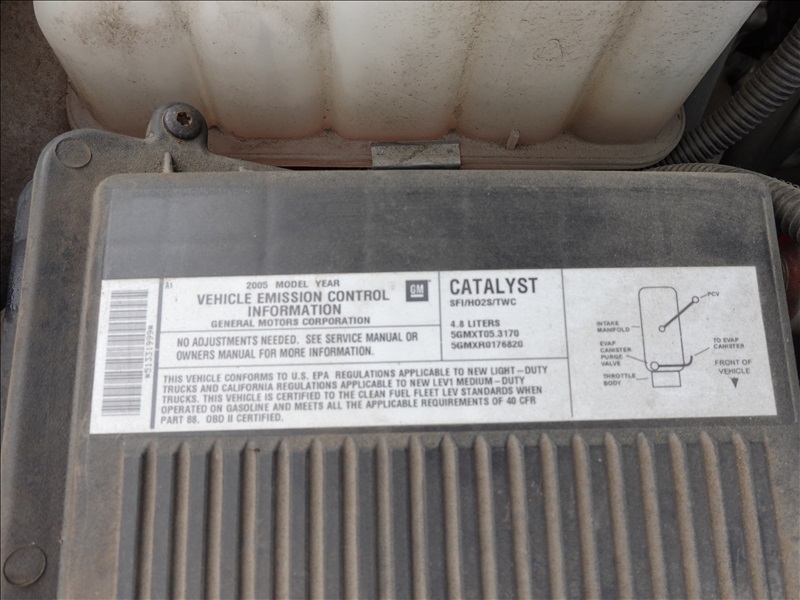 A1
2005 MODEL YEAR
VEHICLE EMISSION CONTROL
INFORMATION
GENERAL MOTORS CORPORATION
GM
NO ADJUSTMENTS NEEDED. SEE SERVICE MANUAL OR
OWNERS MANUAL FOR MORE INFORMATION.
CATALYST
SFI/HO2S/TWC
4.8 LITERS
5GMXT05.3170
5GMXR0176820
THIS VEHICLE CONFORMS TO U.S. EPA REGULATIONS APPLICABLE TO NEW LIGHT-DUTY
TRUCKS AND CALIFORNIA REGULATIONS APPLICABLE TO NEW LEV1 MEDIUM-DUTY
TRUCKS. THIS VEHICLE IS CERTIFIED TO THE CLEAN FUEL FLEET LEV STANDARDS WHEN
OPERATED ON GASOLINE AND MEETS ALL THE APPLICABLE REQUIREMENTS OF 40 CFR
PART 88. OBD II CERTIFIED.
PCV
INTAKE
MANIFOLD
EVAP
CANISTER
PURGE
VALVE
THROTTLE
BODY
TO EVAP
CANISTER
FRONT OF
VEHICLE